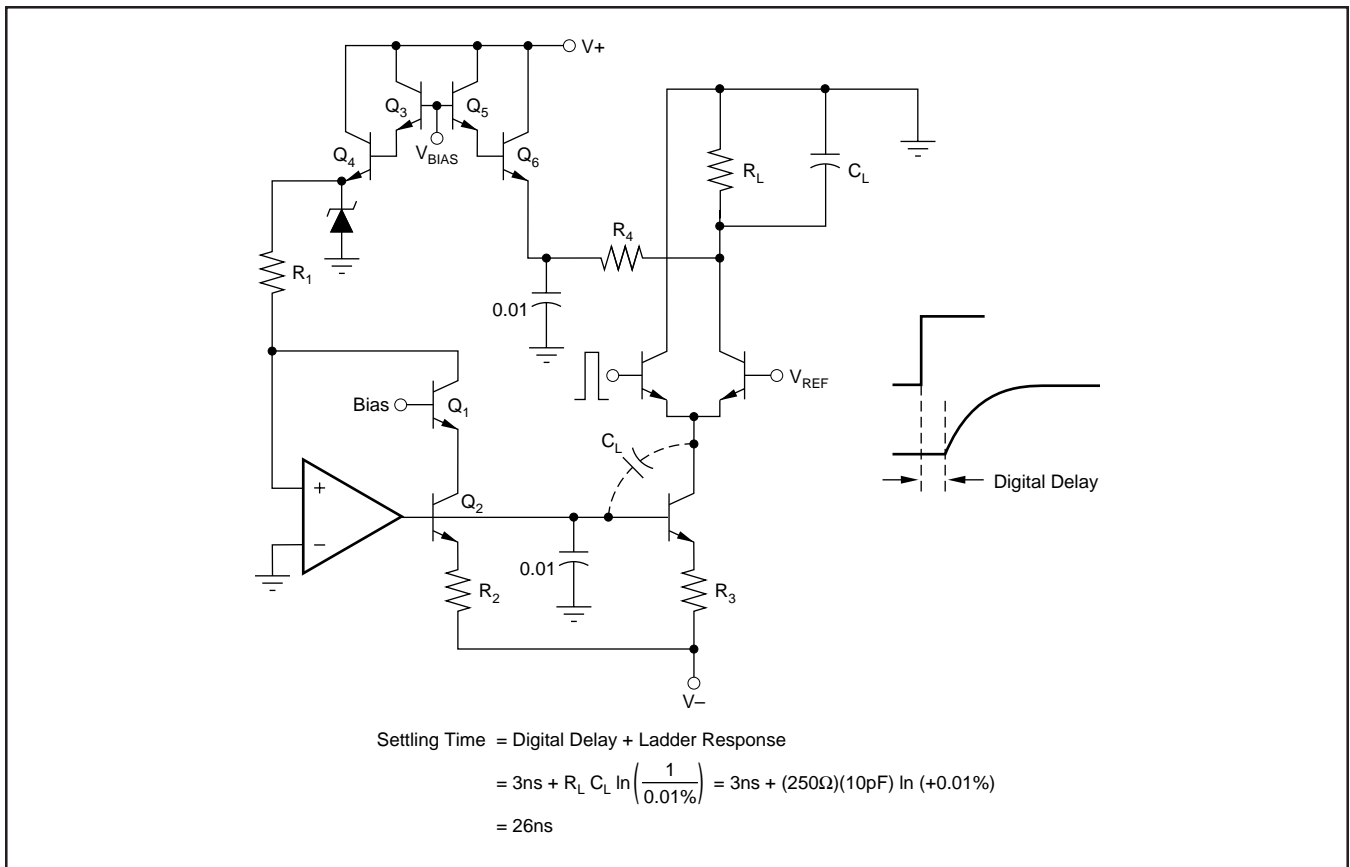 V+
Q3
Q5
Q4
VBIAS
Q6
RL
CL
R4
R1
0.01
VREF
Bias
Q1
CL
Digital Delay
+
Q2
–
0.01
R2
R3
V–
Settling Time = Digital Delay + Ladder Response
= 3ns + RL CL ln(1/0.01%) = 3ns + (250Ω)(10pF) ln (+0.01%)
= 26ns